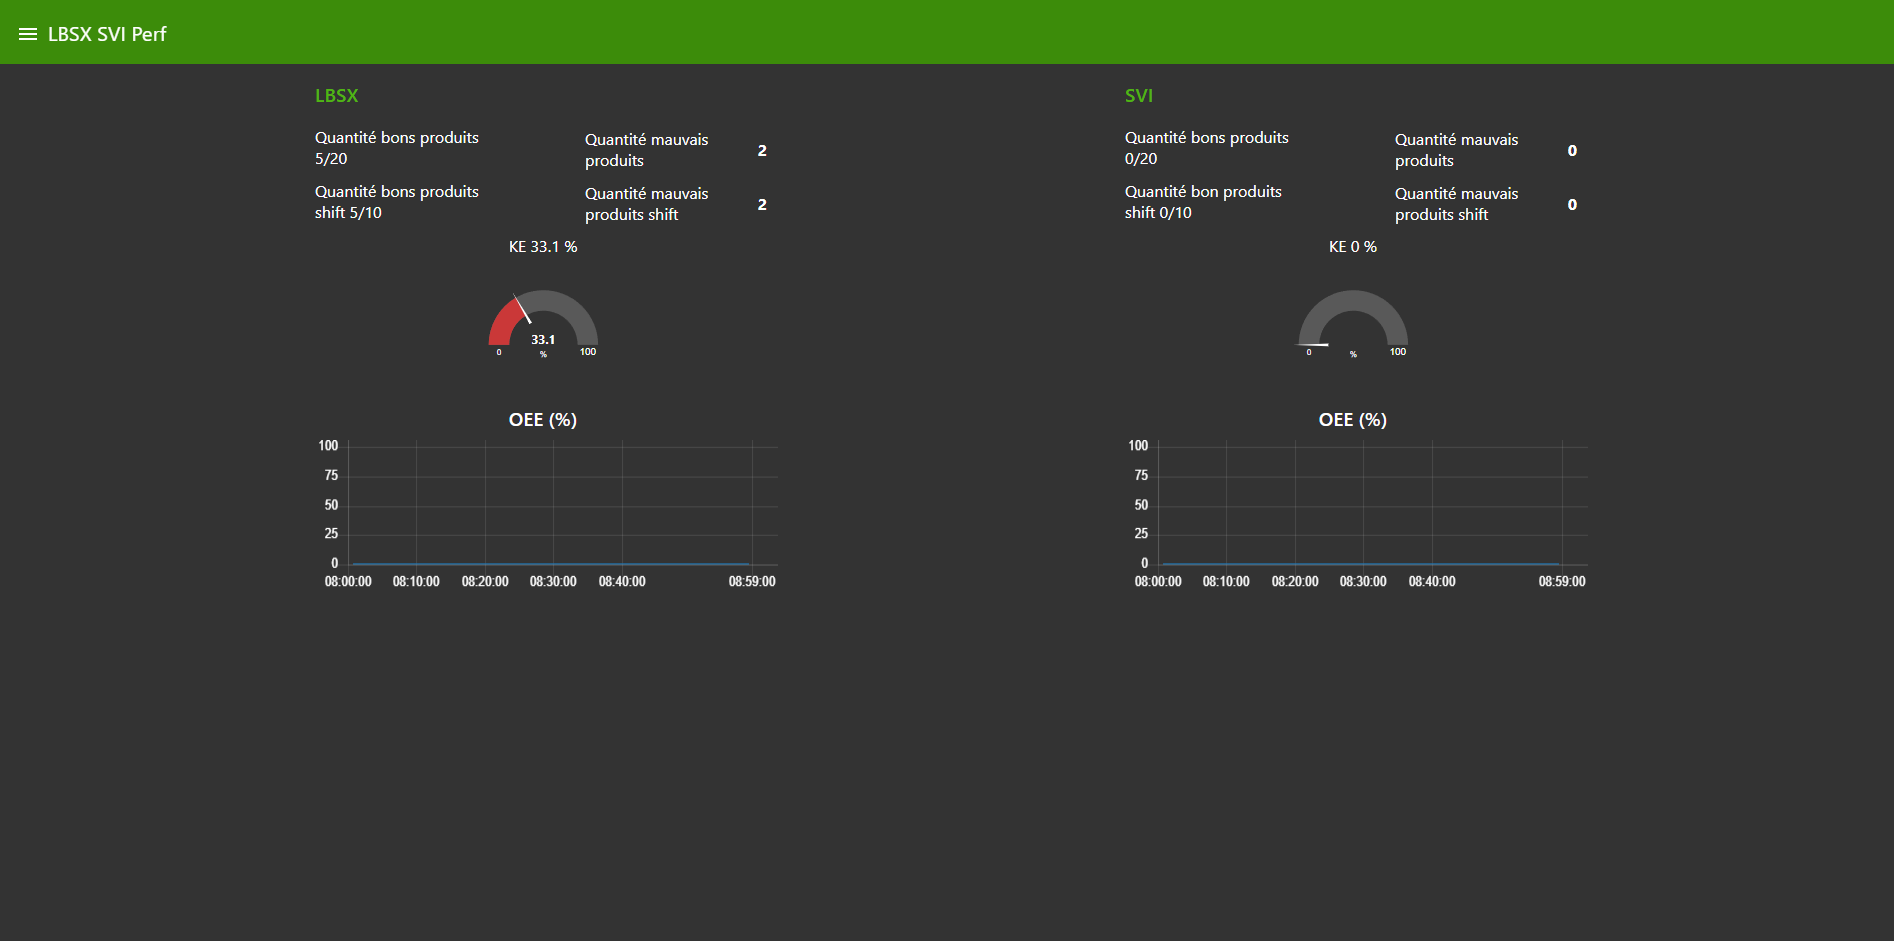 LBSX SVI Perf
LBSX
Quantité bons produits
5/20
Quantité mauvais
produits
2
Quantité bons produits
shift 5/10
Quantité mauvais
produits shift
2
KE 33.1 %
33.1
0
%
100
OEE (%)
100
75
50
25
0
08:00:00 08:10:00 08:20:00 08:30:00 08:40:00 08:59:00
SVI
Quantité bons produits
0/20
Quantité mauvais
produits
0
Quantité bon produits
shift 0/10
Quantité mauvais
produits shift
0
KE 0 %
0
%
100
OEE (%)
100
75
50
25
0
08:00:00 08:10:00 08:20:00 08:30:00 08:40:00 08:59:00